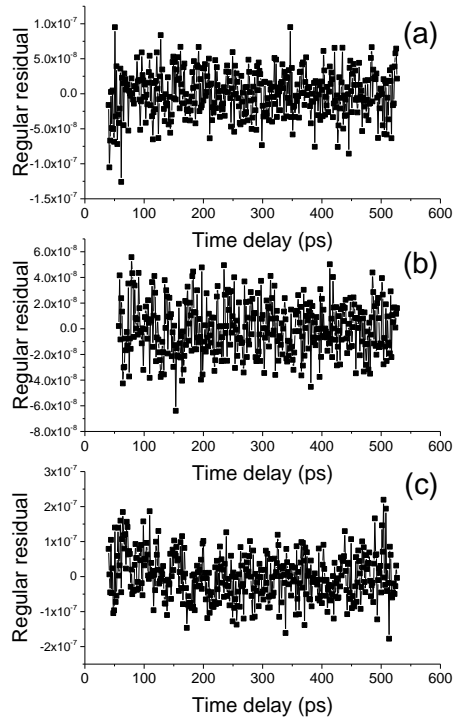 (a)
Regular residual
1.0x10⁻⁷
5.0x10⁻⁸
0.0
-5.0x10⁻⁸
-1.0x10⁻⁷
-1.5x10⁻⁷
0 100 200 300 400 500 600
Time delay (ps)
(b)
Regular residual
6.0x10⁻⁸
4.0x10⁻⁸
2.0x10⁻⁸
0.0
-2.0x10⁻⁸
-4.0x10⁻⁸
-6.0x10⁻⁸
-8.0x10⁻⁸
0 100 200 300 400 500 600
Time delay (ps)
(c)
Regular residual
3x10⁻⁷
2x10⁻⁷
1x10⁻⁷
0
-1x10⁻⁷
-2x10⁻⁷
0 100 200 300 400 500 600
Time delay (ps)